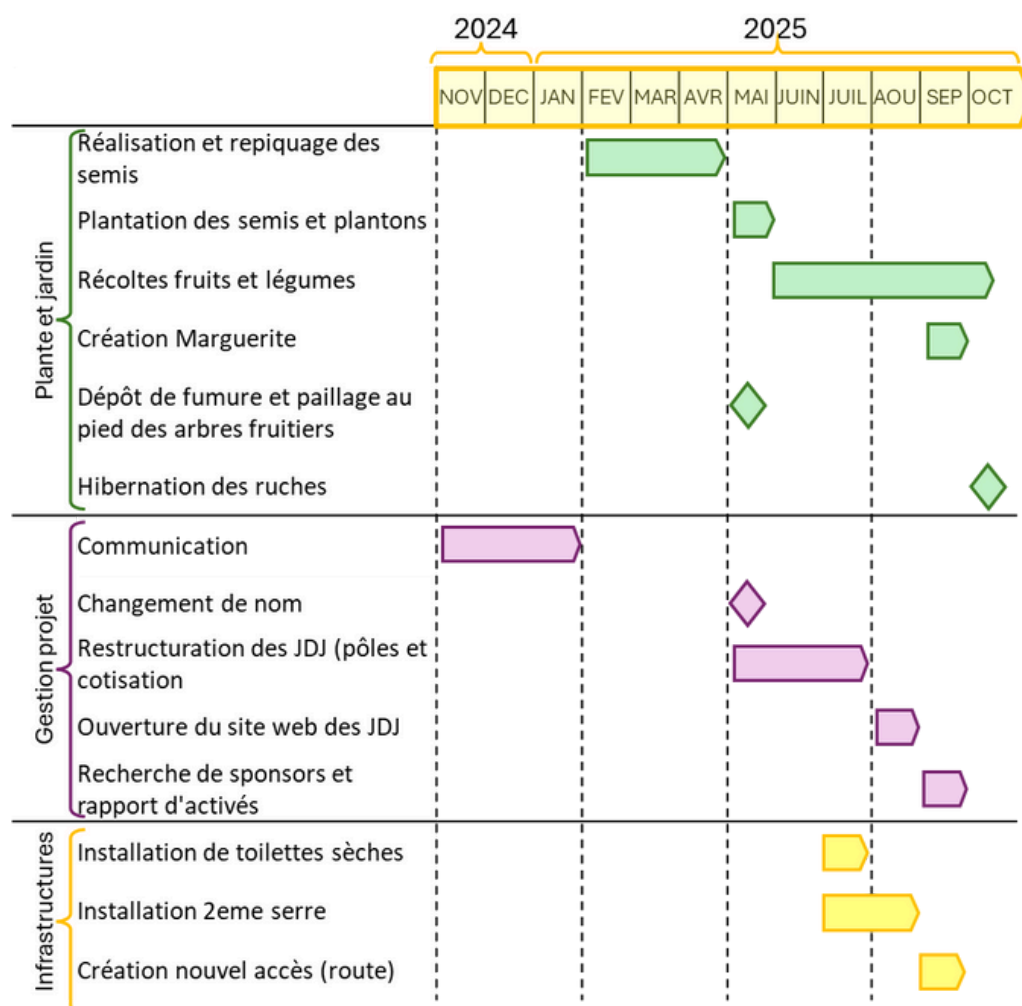 2024
2025
NOV DEC JAN FEV MAR AVR MAI JUIN JUIL AOU SEP OCT
Plante et jardin
Réalisation et repiquage des
semis
Plantation des semis et plantons
Récoltes fruits et légumes
Création Marguerite
Dépôt de fumure et paillage au
pied des arbres fruitiers
Hibernation des ruches
Gestion projet
Communication
Changement de nom
Restructuration des JDJ (pôles et
cotisation
Ouverture du site web des JDJ
Recherche de sponsors et
rapport d'activés
Infrastructures
Installation de toilettes sèches
Installation 2eme serre
Création nouvel accès (route)